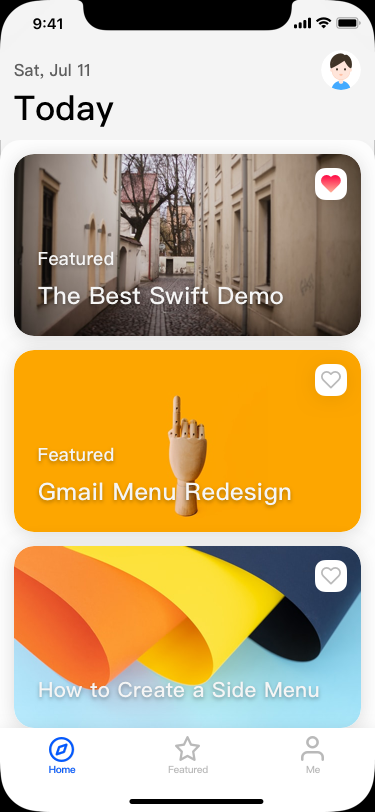 9:41
Sat, Jul 11
Today
Featured
The Best Swift Demo
Featured
Gmail Menu Redesign
How to Create a Side Menu
Home
Featured
Me